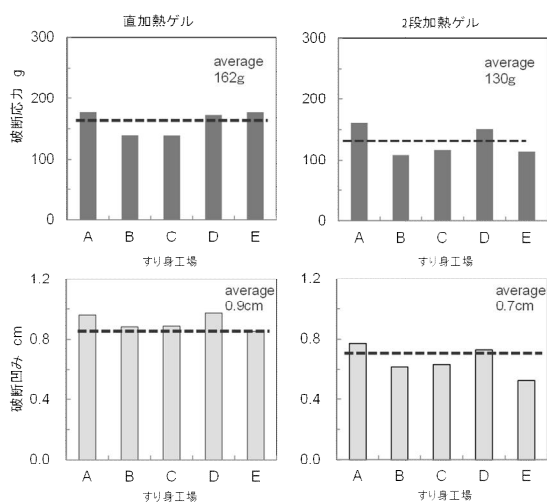 直加熱ゲル
破断応力 g
300
200
100
0
average
162g
A B C D E
すり身工場
2段加熱ゲル
300
200
100
0
average
130g
A B C D E
すり身工場
破断凹み cm
1.2
0.8
0.4
0.0
average
0.9cm
A B C D E
すり身工場
1.2
0.8
0.4
0.0
average
0.7cm
A B C D E
すり身工場